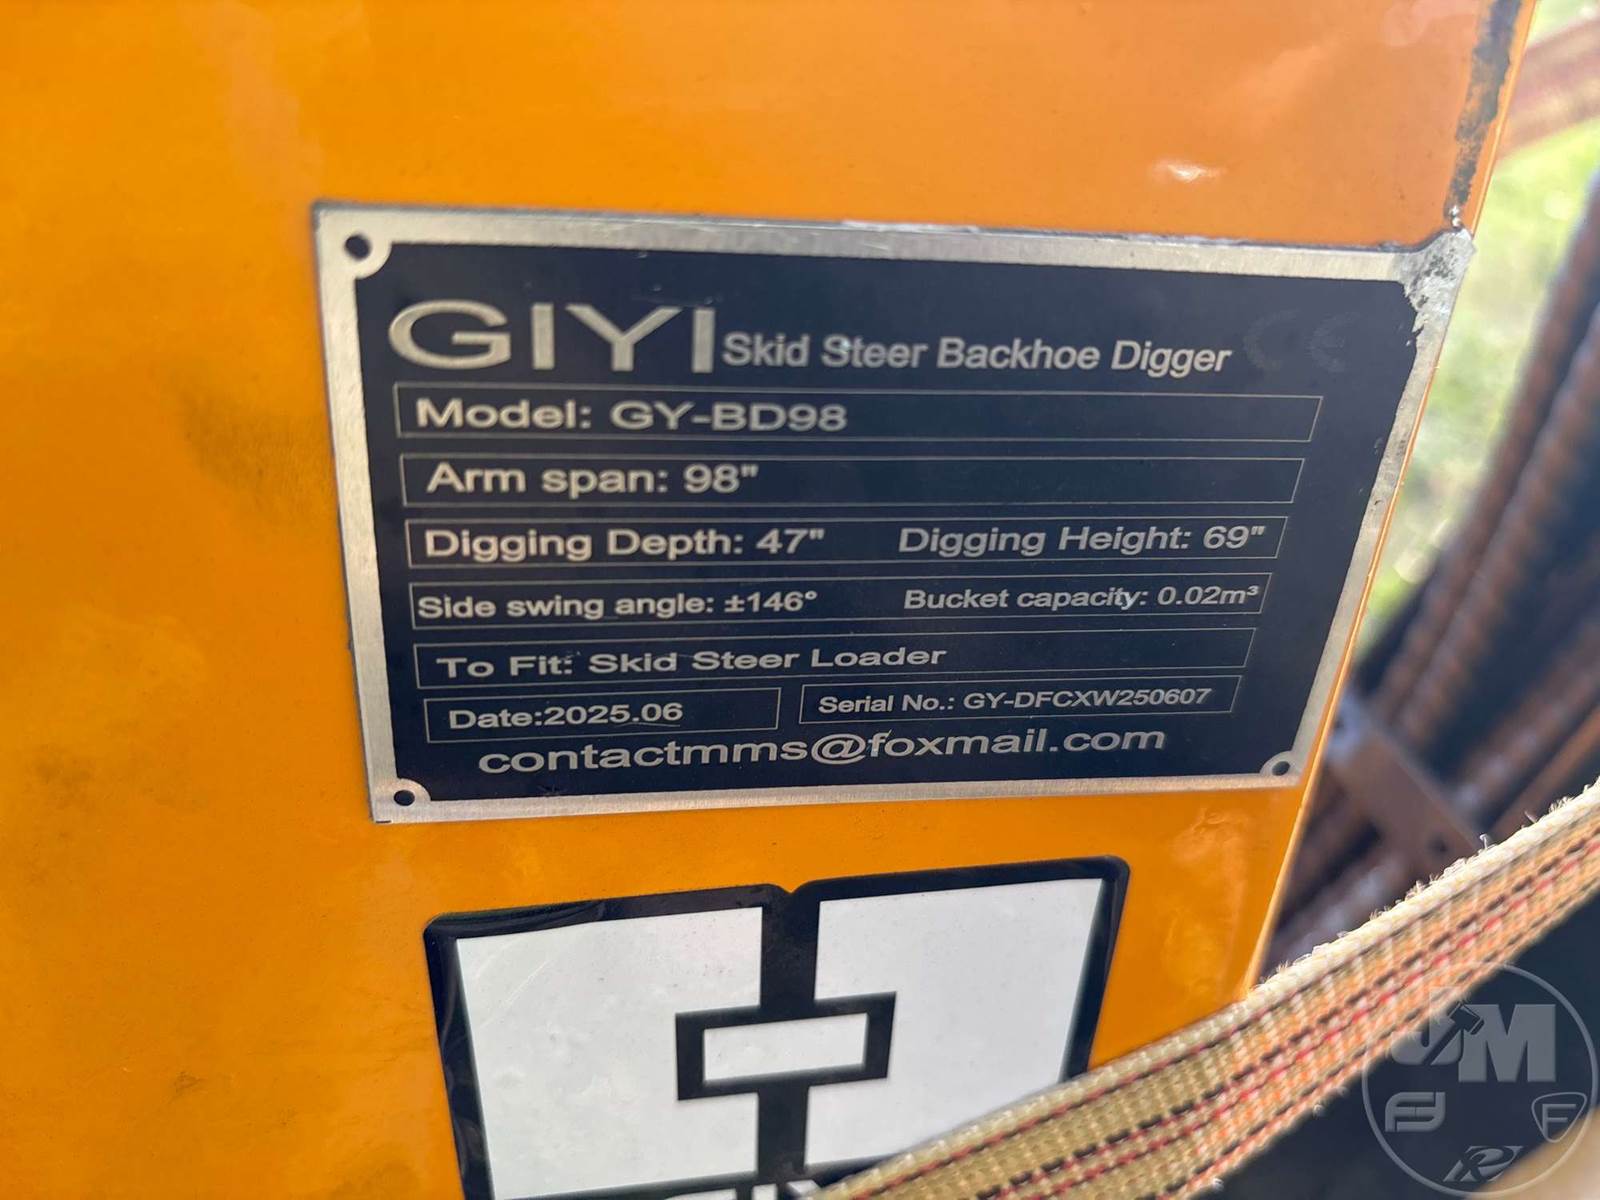 GIYI Skid Steer Backhoe Digger CE
Model: GY-BD98
Arm span: 98"
Digging Depth: 47" Digging Height: 69"
Side swing angle: ±146° Bucket capacity: 0.02m³
To Fit: Skid Steer Loader
Date:2025.06 Serial No.: GY-DFCXW250607
contactmms@foxmail.com
JM
F